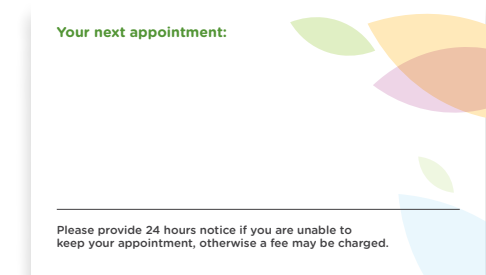 Your next appointment:
Please provide 24 hours notice if you are unable to
keep your appointment, otherwise a fee may be charged.